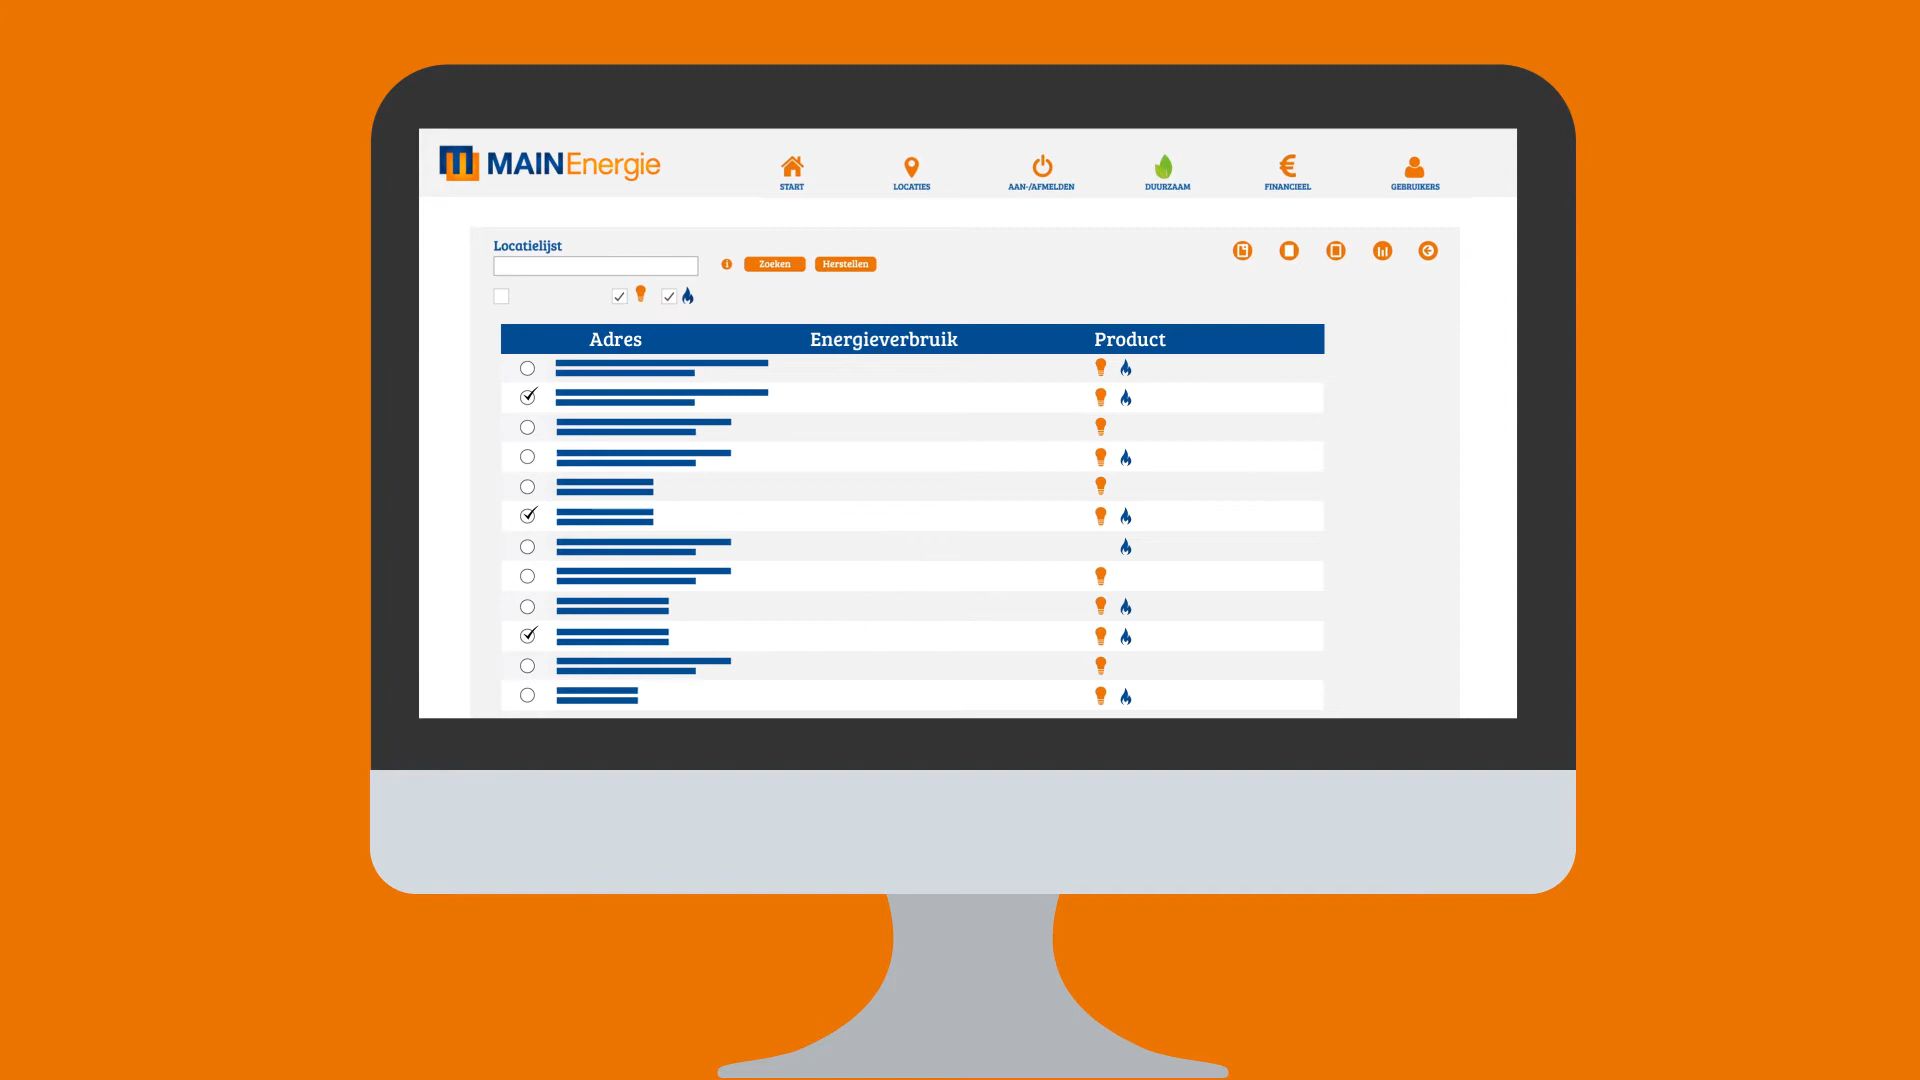 MAINEnergie
START
LOCATIES
AAN-/AFMELDEN
DUURZAAM
FINANCIEEL
GEBRUIKERS
Locatielijst
Zoeken
Herstellen
Adres
Energieverbruik
Product